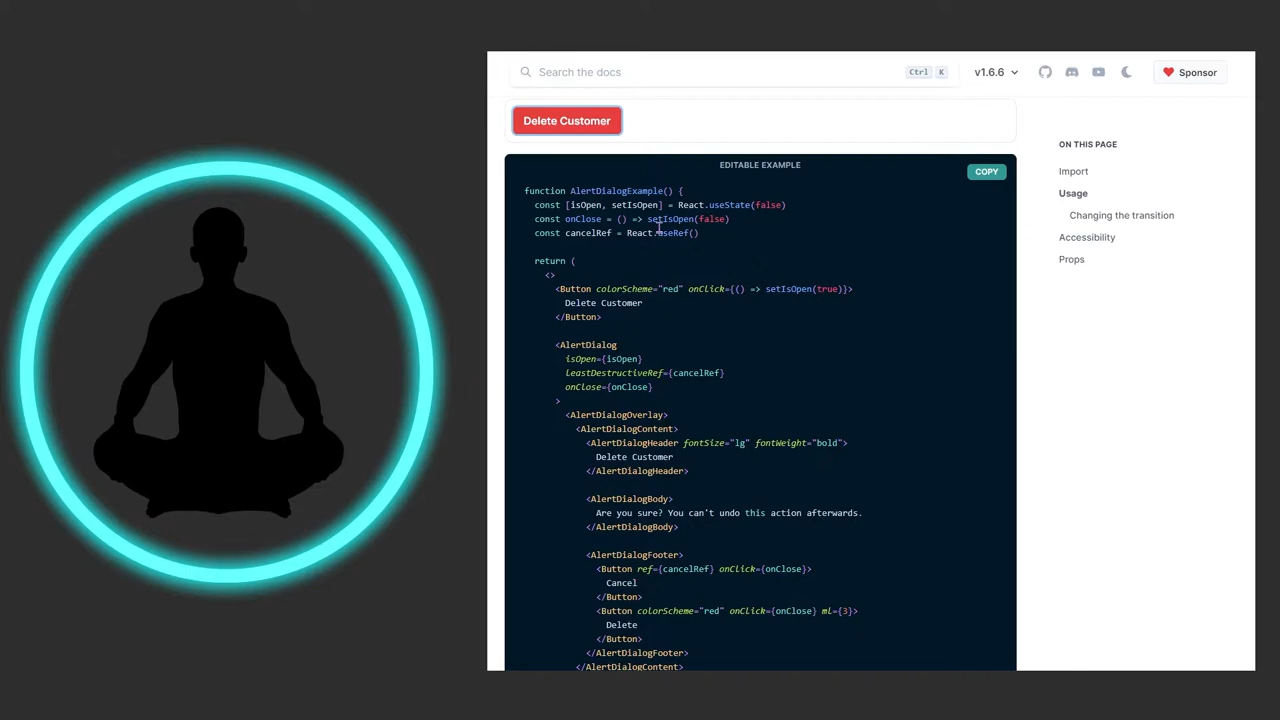 Search the docs
Ctrl K
v1.6.6
Sponsor
Delete Customer
EDITABLE EXAMPLE
COPY
function AlertDialogExample() {
const [isOpen, setIsOpen] = React.useState(false)
const onClose = () => setIsOpen(false)
const cancelRef = React.useRef()
return (
<>
<Button colorScheme="red" onClick={() => setIsOpen(true)}>
Delete Customer
</Button>
<AlertDialog
isOpen={isOpen}
leastDestructiveRef={cancelRef}
onClose={onClose}
>
<AlertDialogOverlay>
<AlertDialogContent>
<AlertDialogHeader fontSize="lg" fontWeight="bold">
Delete Customer
</AlertDialogHeader>
<AlertDialogBody>
Are you sure? You can't undo this action afterwards.
</AlertDialogBody>
<AlertDialogFooter>
<Button ref={cancelRef} onClick={onClose}>
Cancel
</Button>
<Button colorScheme="red" onClick={onClose} ml={3}>
Delete
</Button>
</AlertDialogFooter>
</AlertDialogContent>
ON THIS PAGE
Import
Usage
Changing the transition
Accessibility
Props